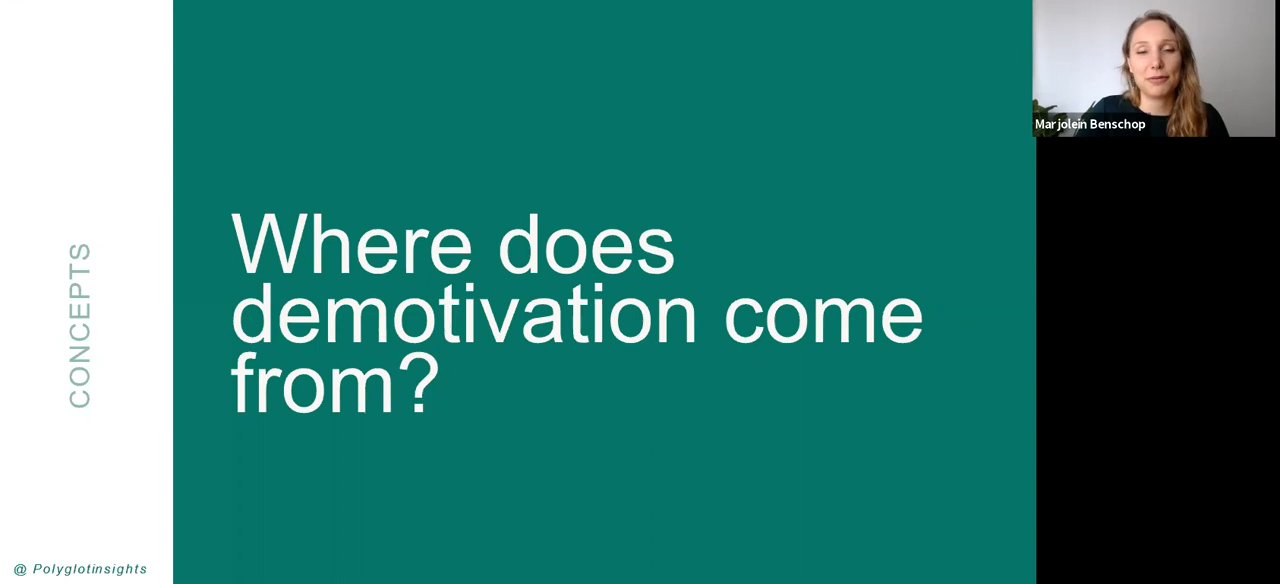 CONCEPTS
Where does
demotivation come
from?
@ Polyglotinsights
Marjolein Benschop